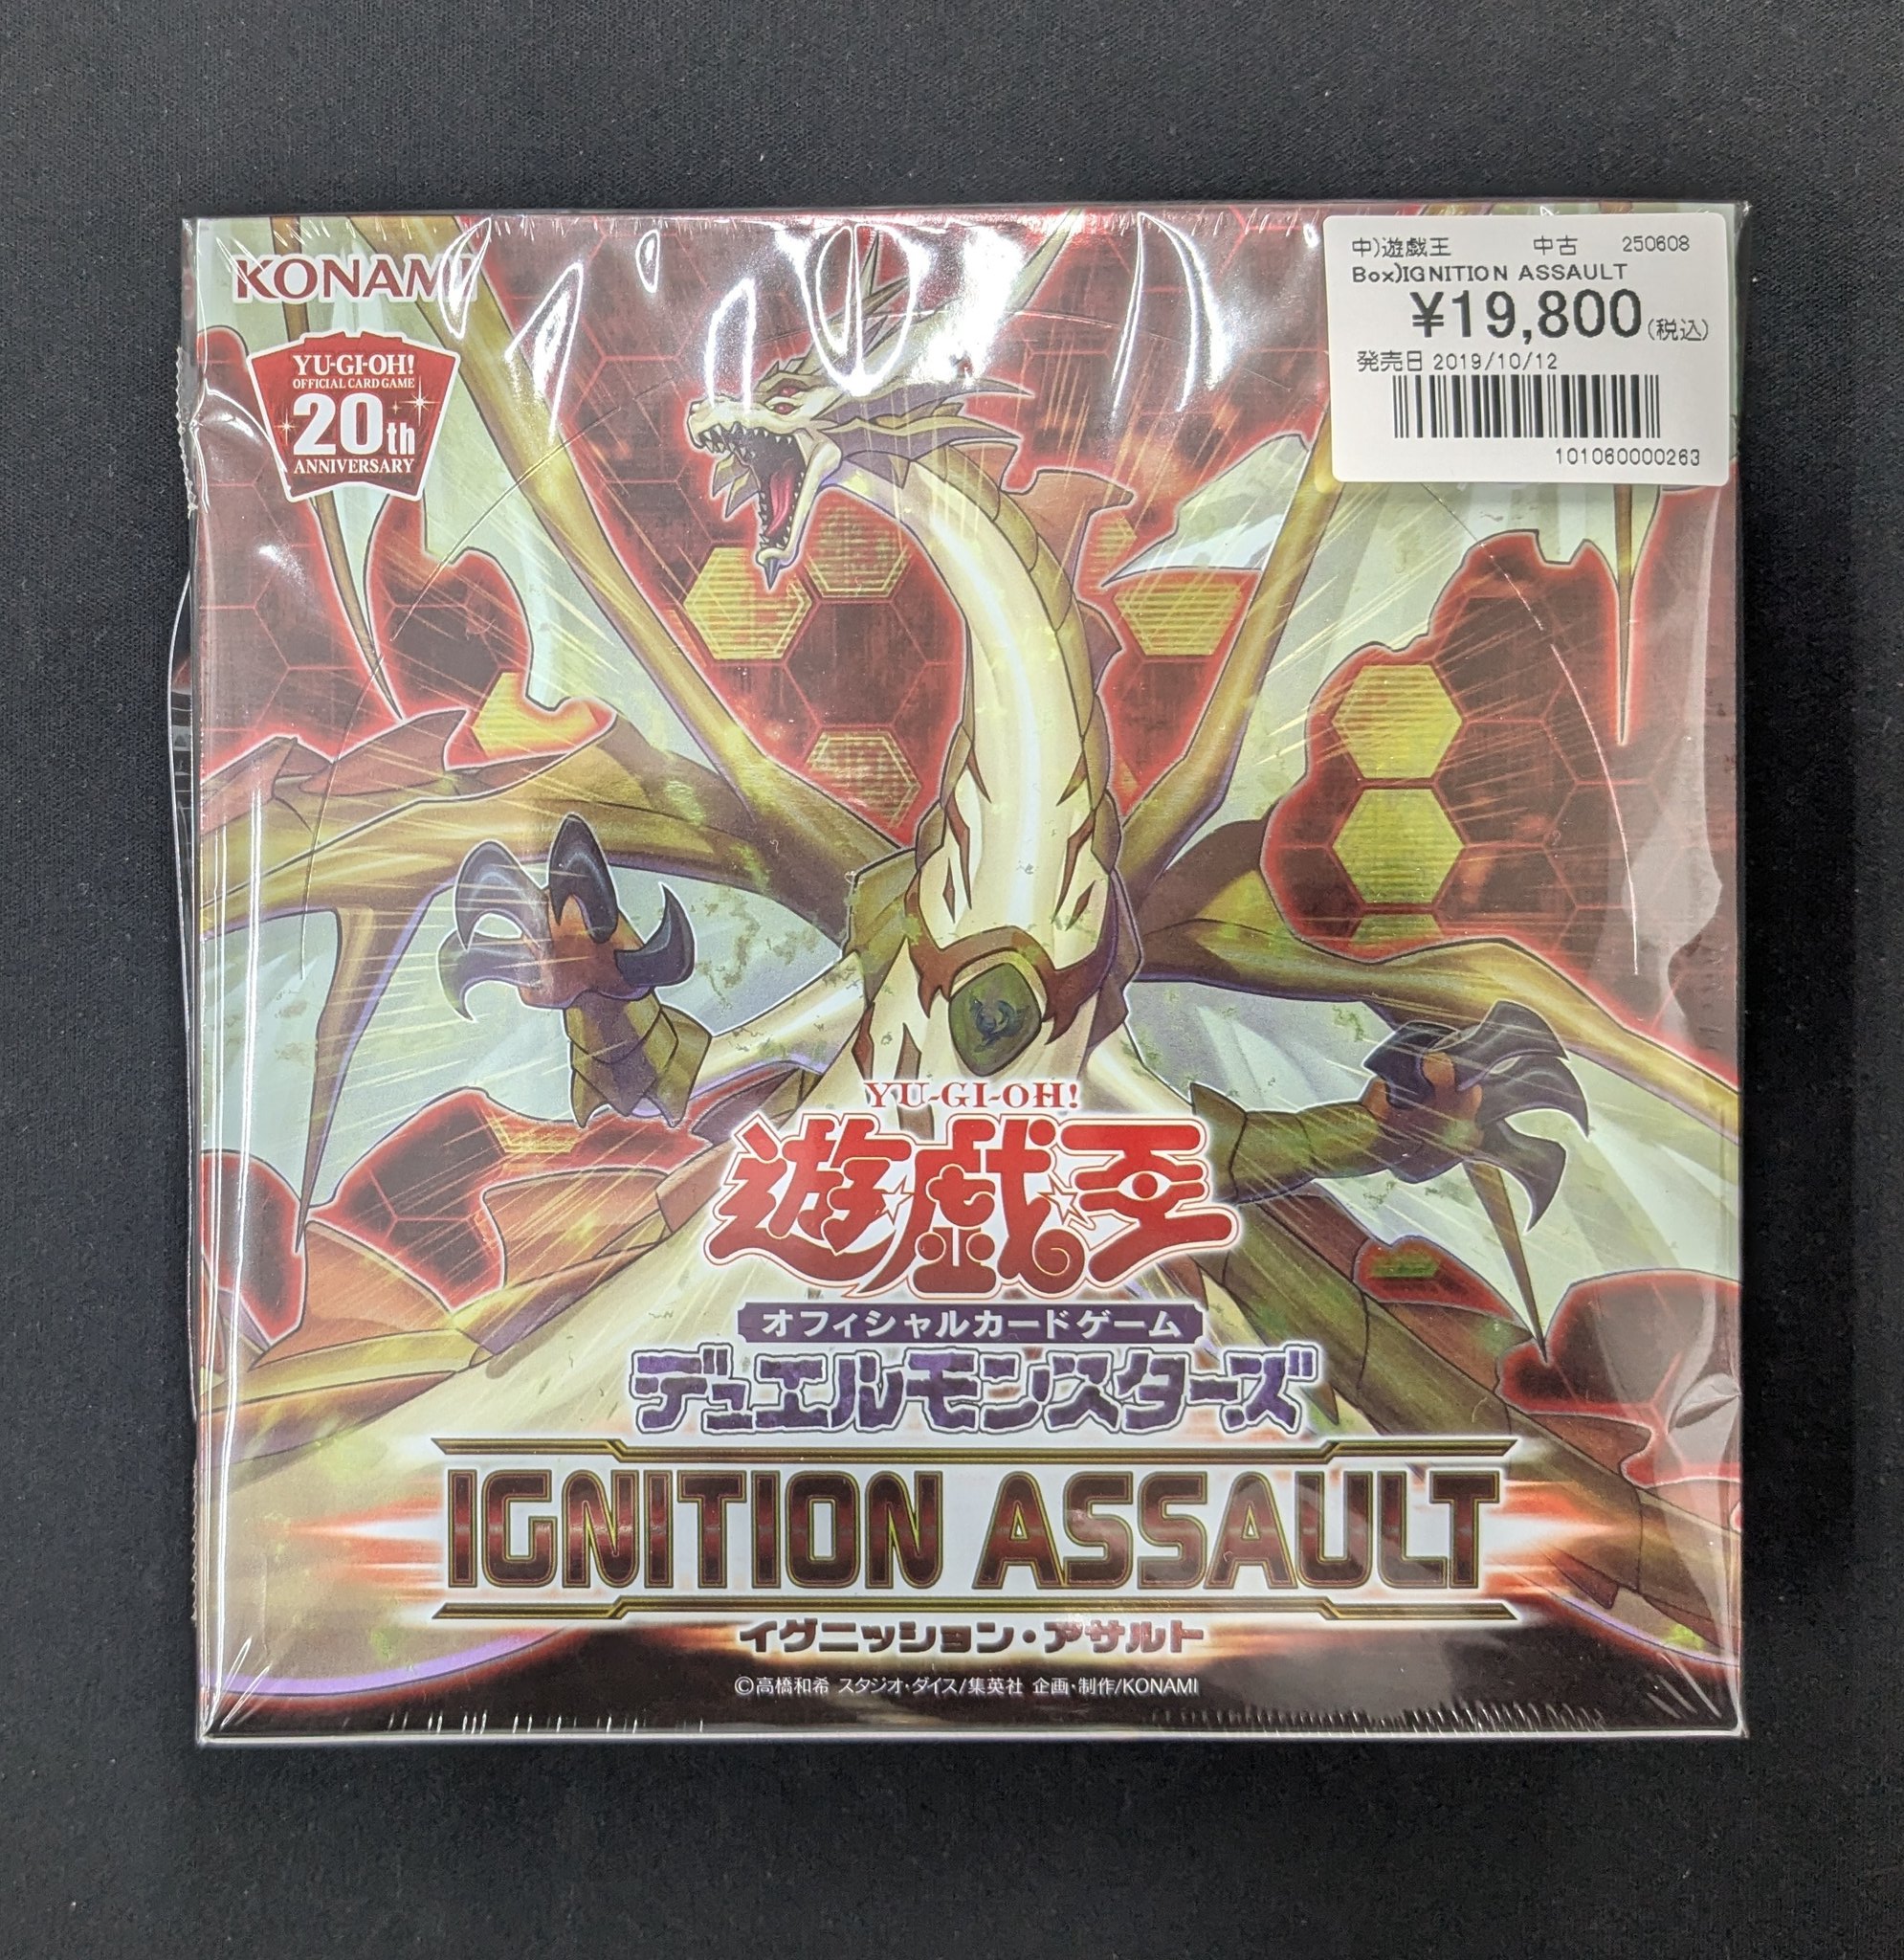 KONAMI
YU-GI-OH!
OFFICIAL CARD GAME
20th
ANNIVERSARY
中)遊戯王 中古 250608
Box)IGNITION ASSAULT
¥19,800(税込)
発売日 2019/10/12
101060000263
YU-GI-OH!
遊戯王
オフィシャルカードゲーム
デュエルモンスターズ
IGNITION ASSAULT
イグニッション・アサルト
©高橋和希 スタジオ・ダイス/集英社 企画・制作/KONAMI